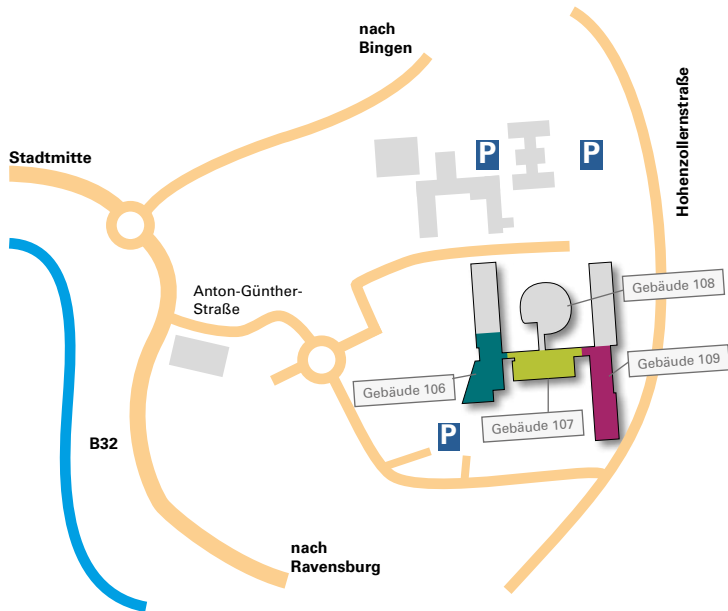 nach
Bingen
Hohenzollernstraße
P
P
Stadtmitte
Gebäude 108
Anton-Günther-
Straße
Gebäude 109
Gebäude 106
Gebäude 107
P
B32
nach
Ravensburg